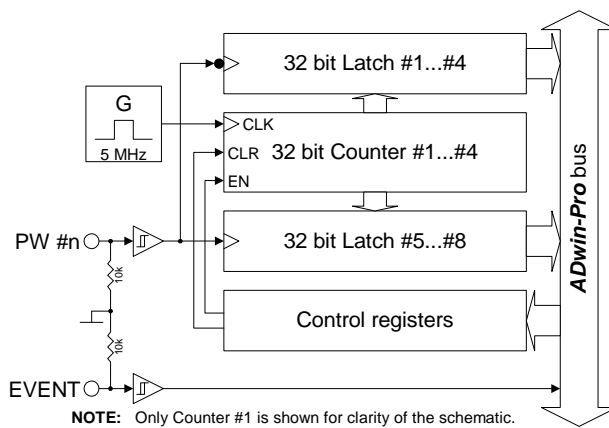 32 bit Latch #1...#4
G
5 MHz
CLK
CLR
EN
32 bit Counter #1...#4
PW #n
32 bit Latch #5...#8
10k
10k
Control registers
EVENT
ADwin-Pro bus
NOTE: Only Counter #1 is shown for clarity of the schematic.